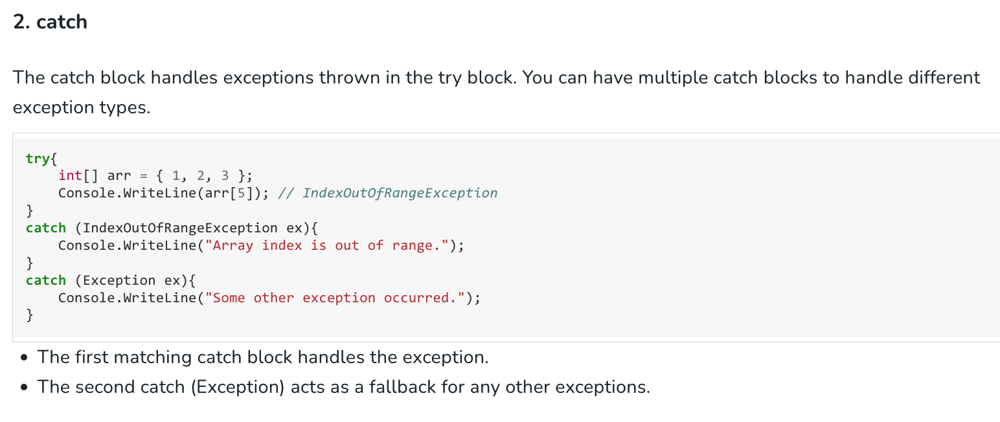 2. catch
The catch block handles exceptions thrown in the try block. You can have multiple catch blocks to handle different
exception types.
try{
    int[] arr = { 1, 2, 3 };
    Console.WriteLine(arr[5]); // IndexOutOfRangeException
}
catch (IndexOutOfRangeException ex){
    Console.WriteLine("Array index is out of range.");
}
catch (Exception ex){
    Console.WriteLine("Some other exception occurred.");
}
• The first matching catch block handles the exception.
• The second catch (Exception) acts as a fallback for any other exceptions.